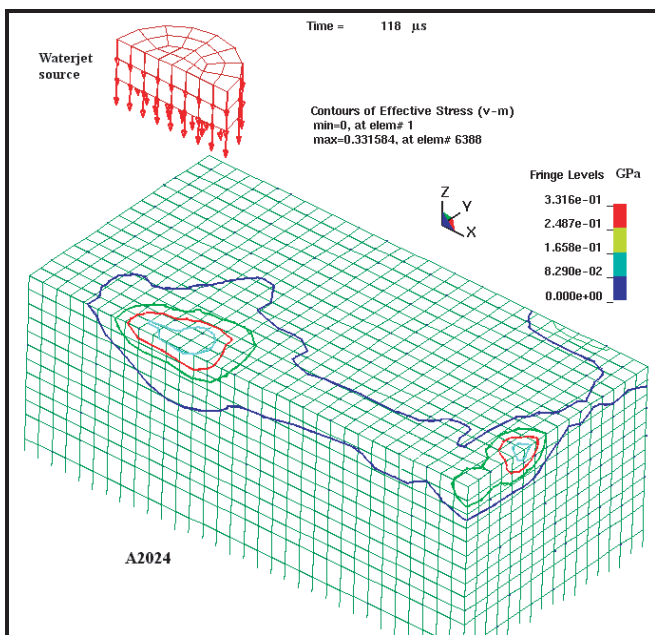 Time = 118 µs
Waterjet
source
Contours of Effective Stress (v-m)
min=0, at elem# 1
max=0.331584, at elem# 6388
Fringe Levels GPa
3.316e-01
2.487e-01
1.658e-01
8.290e-02
0.000e+00
Z
Y
X
A2024